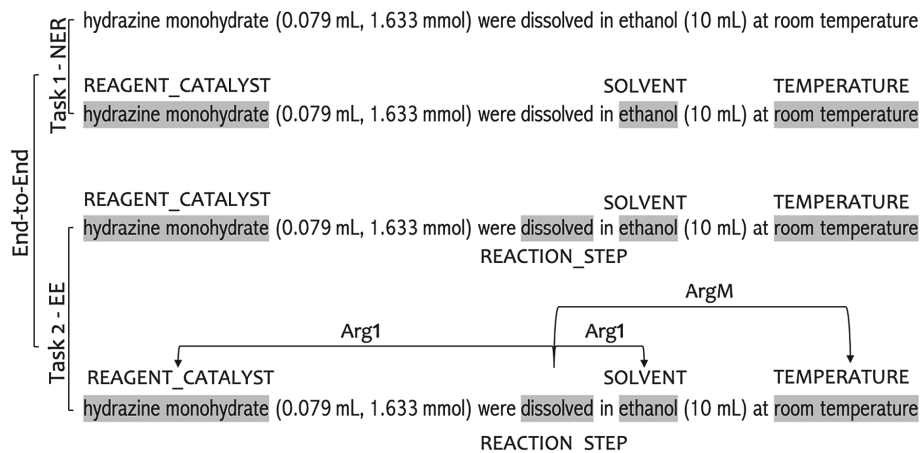 End-to-End
Task 1 - NER
hydrazine monohydrate (0.079 mL, 1.633 mmol) were dissolved in ethanol (10 mL) at room temperature
REAGENT_CATALYST SOLVENT TEMPERATURE
hydrazine monohydrate (0.079 mL, 1.633 mmol) were dissolved in ethanol (10 mL) at room temperature
Task 2 - EE
REAGENT_CATALYST SOLVENT TEMPERATURE
hydrazine monohydrate (0.079 mL, 1.633 mmol) were dissolved in ethanol (10 mL) at room temperature
REACTION_STEP
ArgM
Arg1 Arg1
REAGENT_CATALYST SOLVENT TEMPERATURE
hydrazine monohydrate (0.079 mL, 1.633 mmol) were dissolved in ethanol (10 mL) at room temperature
REACTION STEP